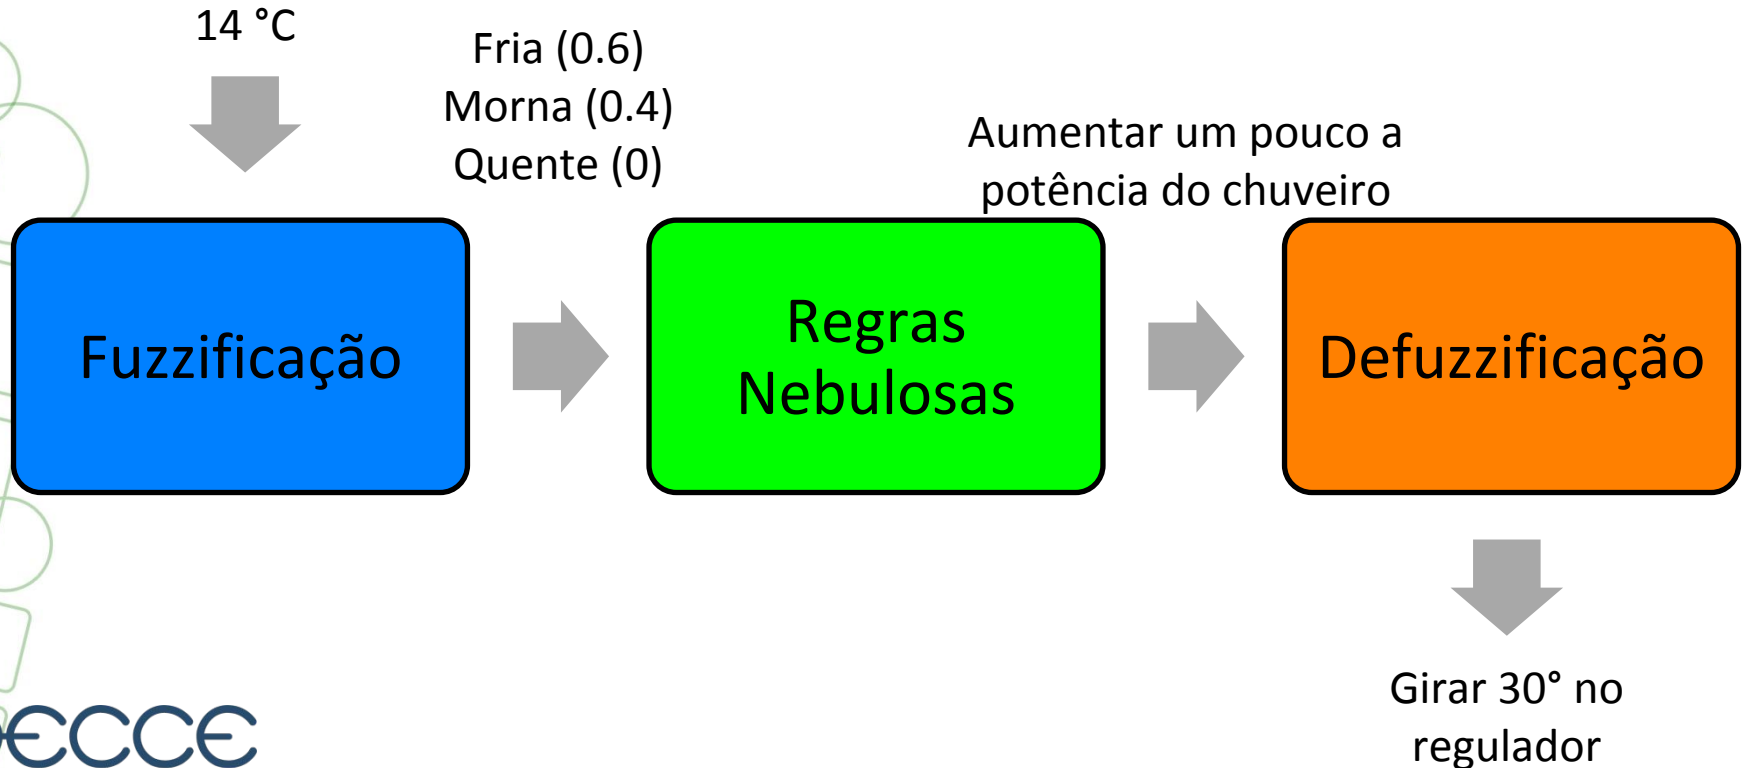 14 °C
Fria (0.6)
Morna (0.4)
Quente (0)
Aumentar um pouco a
potência do chuveiro
Fuzzificação
Regras
Nebulosas
Defuzzificação
Girar 30° no
regulador